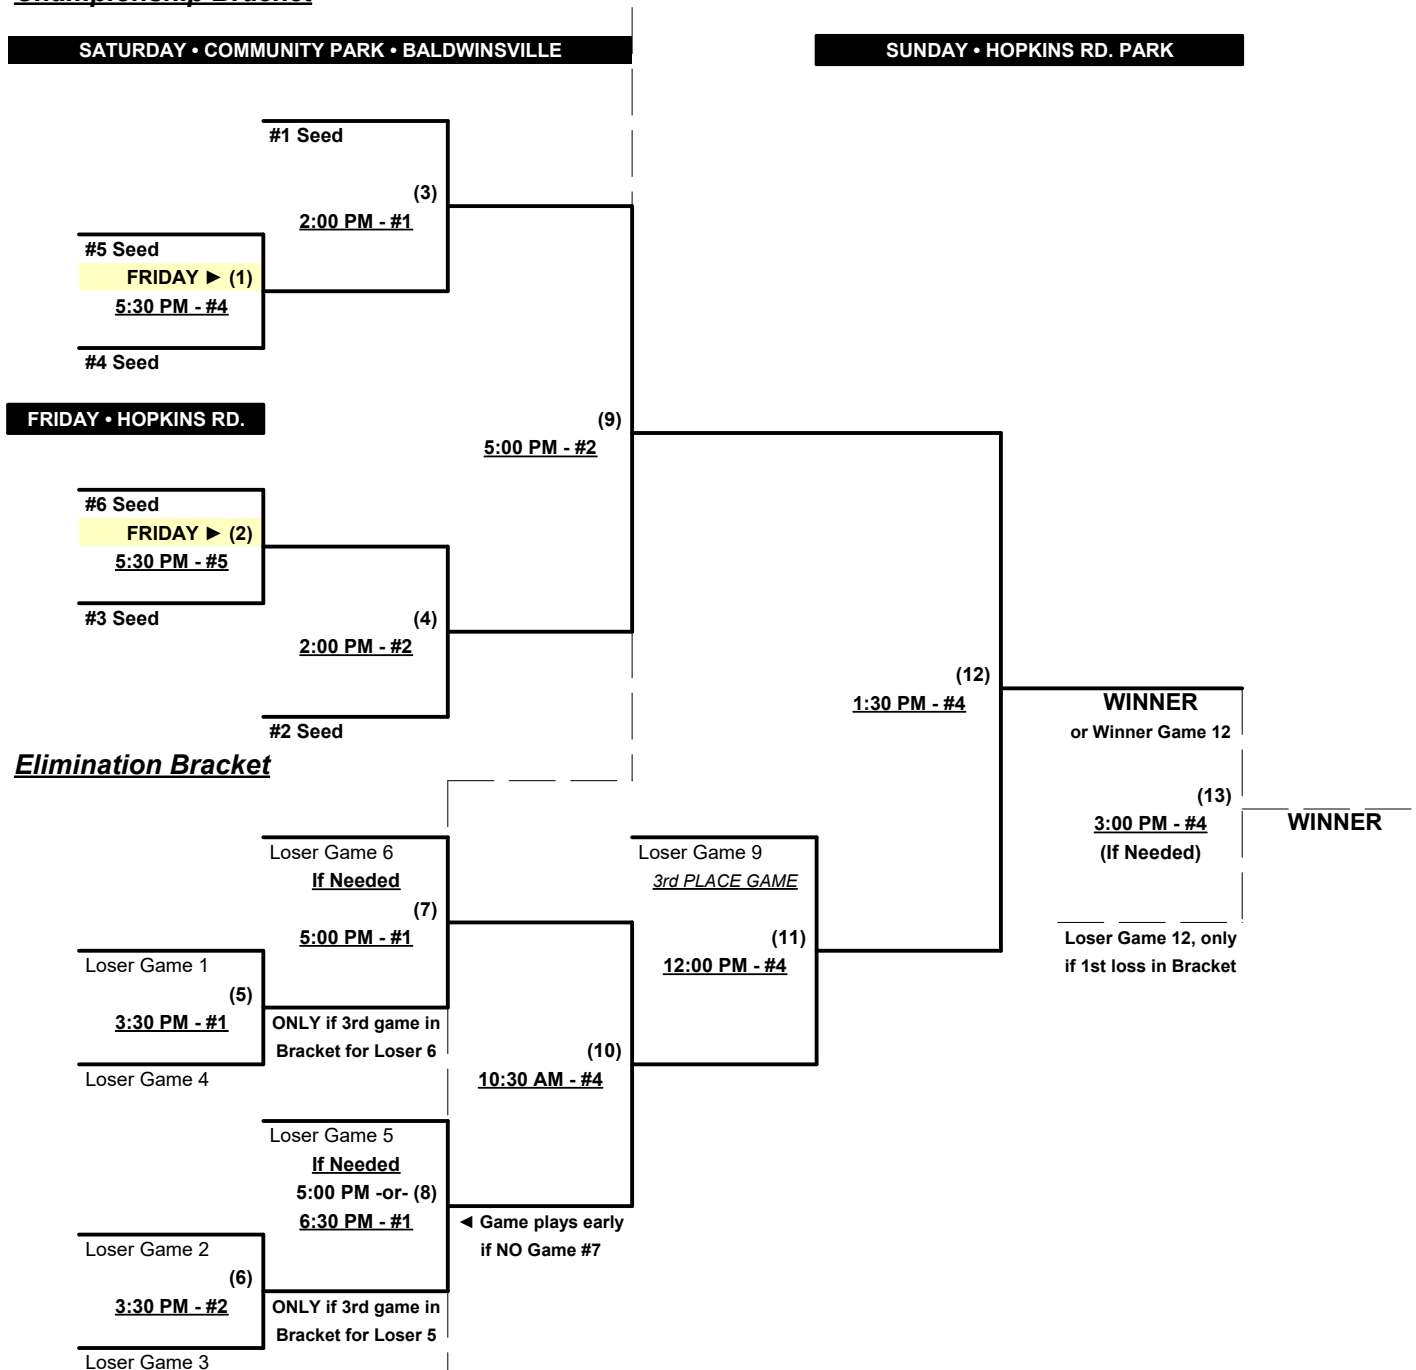 Championship Bracket
SATURDAY • COMMUNITY PARK • BALDWINSVILLE
SUNDAY • HOPKINS RD. PARK
#1 Seed
(3)
2:00 PM - #1
#5 Seed
FRIDAY ► (1)
5:30 PM - #4
#4 Seed
FRIDAY • HOPKINS RD.
(9)
5:00 PM - #2
#6 Seed
FRIDAY ► (2)
5:30 PM - #5
#3 Seed
(4)
2:00 PM - #2
#2 Seed
(12)
1:30 PM - #4
WINNER
or Winner Game 12
(13)
3:00 PM - #4
(If Needed)
WINNER
Loser Game 12, only
if 1st loss in Bracket
Elimination Bracket
Loser Game 6
If Needed
(7)
5:00 PM - #1
Loser Game 1
(5)
3:30 PM - #1
Loser Game 4
ONLY if 3rd game in
Bracket for Loser 6
Loser Game 9
3rd PLACE GAME
(11)
12:00 PM - #4
(10)
10:30 AM - #4
Loser Game 5
If Needed
5:00 PM -or- (8)
6:30 PM - #1
◄ Game plays early
if NO Game #7
Loser Game 2
(6)
3:30 PM - #2
Loser Game 3
ONLY if 3rd game in
Bracket for Loser 5